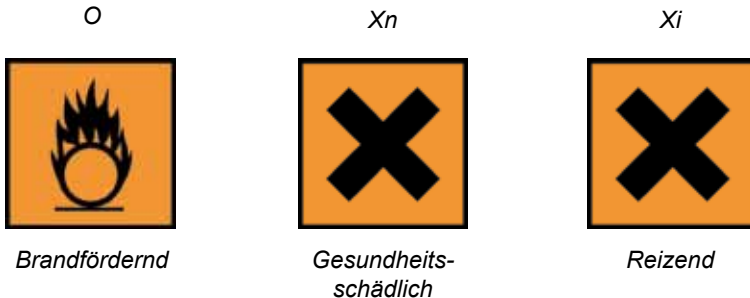 O
Xn
Xi
Brandfördernd
Gesundheits-
schädlich
Reizend